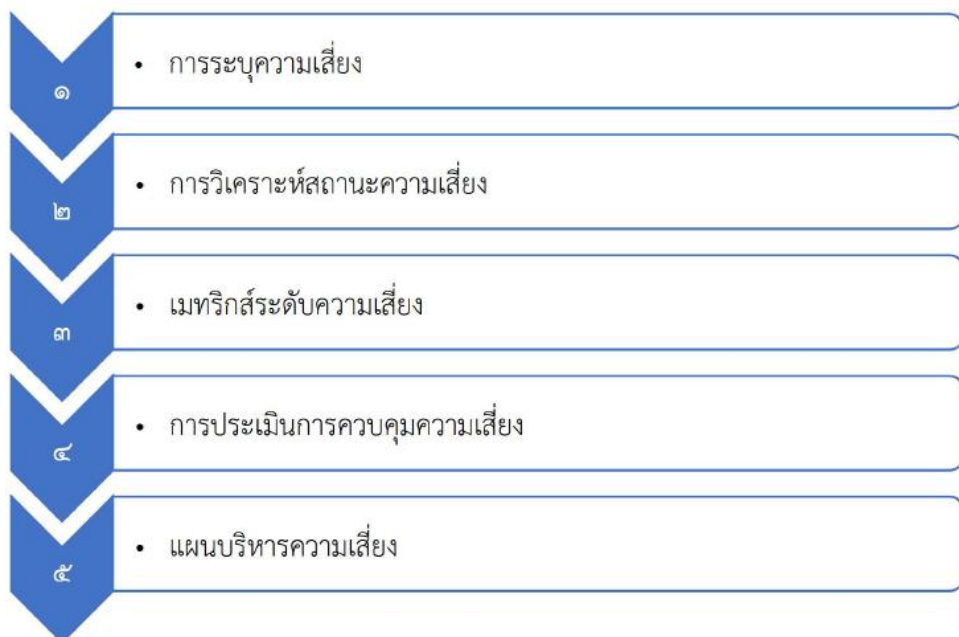 ๑
• การระบุความเสี่ยง
๒
• การวิเคราะห์สถานะความเสี่ยง
๓
• เมทริกส์ระดับความเสี่ยง
๔
• การประเมินการควบคุมความเสี่ยง
๕
• แผนบริหารความเสี่ยง